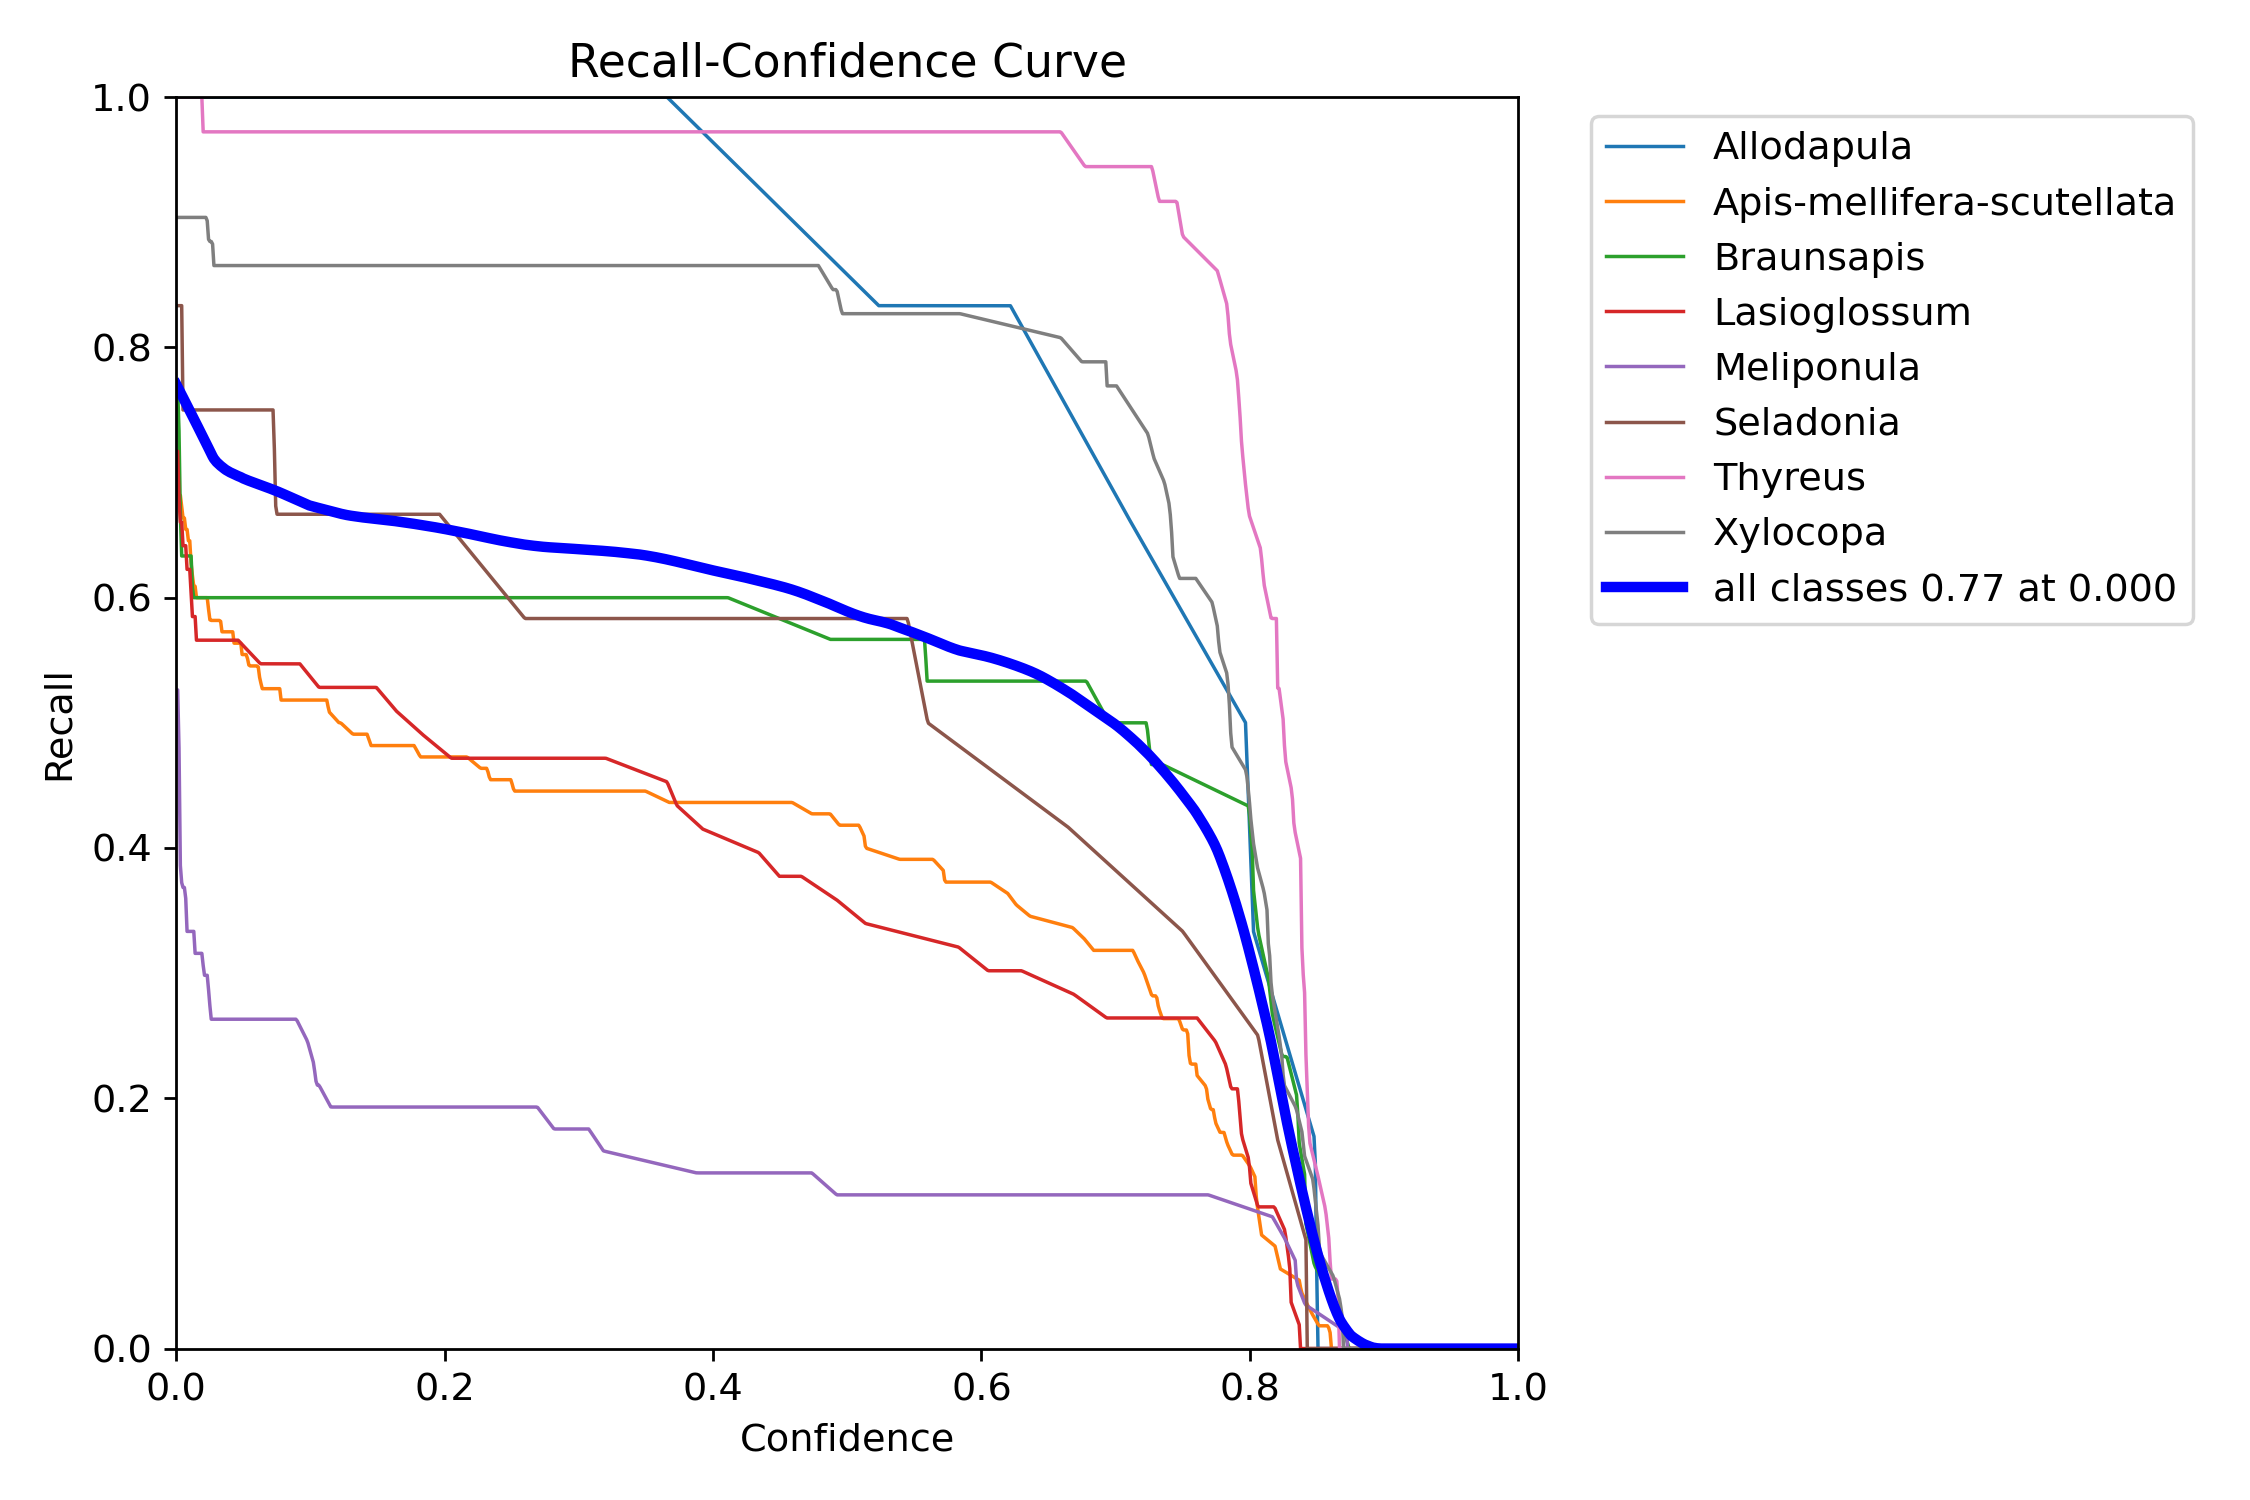 Recall-Confidence Curve
1.0
0.8
0.6
0.4
0.2
0.0
Recall
0.0 0.2 0.4 0.6 0.8 1.0
Confidence
Allodapula
Apis-mellifera-scutellata
Braunsapis
Lasioglossum
Meliponula
Seladonia
Thyreus
Xylocopa
all classes 0.77 at 0.000